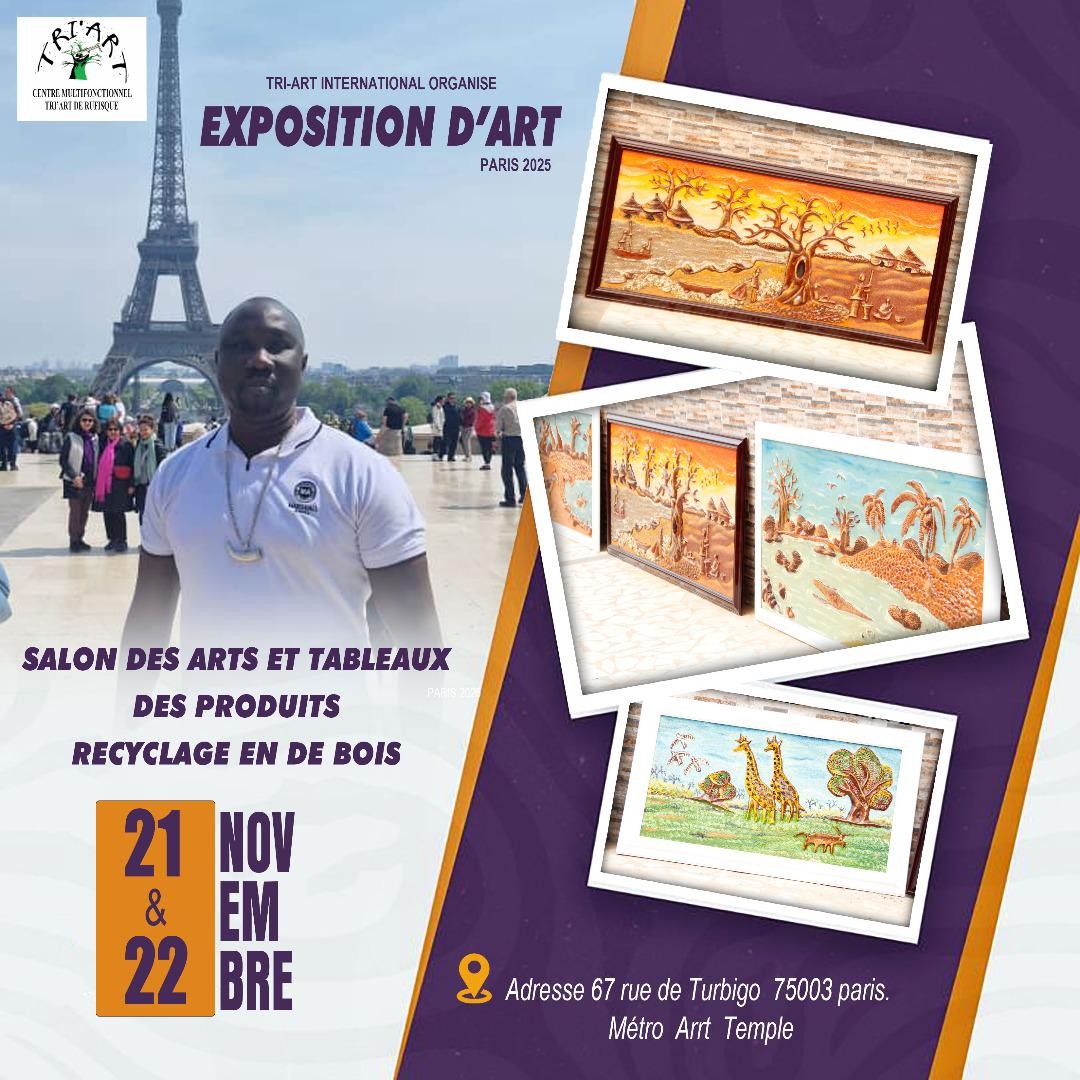 TRI'ART
CENTRE MULTIFONCTIONNEL
TRI'ART DE RUFISQUE
TRI-ART INTERNATIONAL ORGANISE
EXPOSITION D'ART
PARIS 2025
SALON DES ARTS ET TABLEAUX
PARIS 2025
DES PRODUITS
RECYCLAGE EN DE BOIS
21
&
22
NOV
EM
BRE
Adresse 67 rue de Turbigo 75003 paris.
Métro Arrt Temple